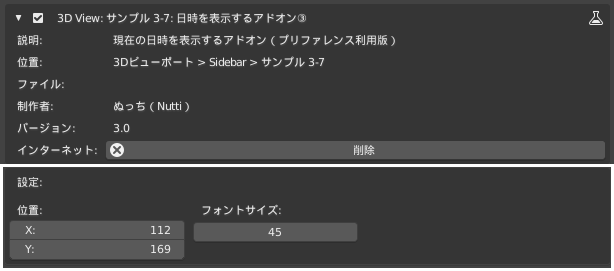 3D View: サンプル 3-7: 日時を表示するアドオン③
説明: 現在の日時を表示するアドオン ( プリファレンス利用版 )
位置: 3Dビューポート > Sidebar > サンプル 3-7
ファイル:
制作者: ぬっち ( Nutti )
バージョン: 3.0
インターネット: 削除
設定:
位置: フォントサイズ:
X: 112 45
Y: 169